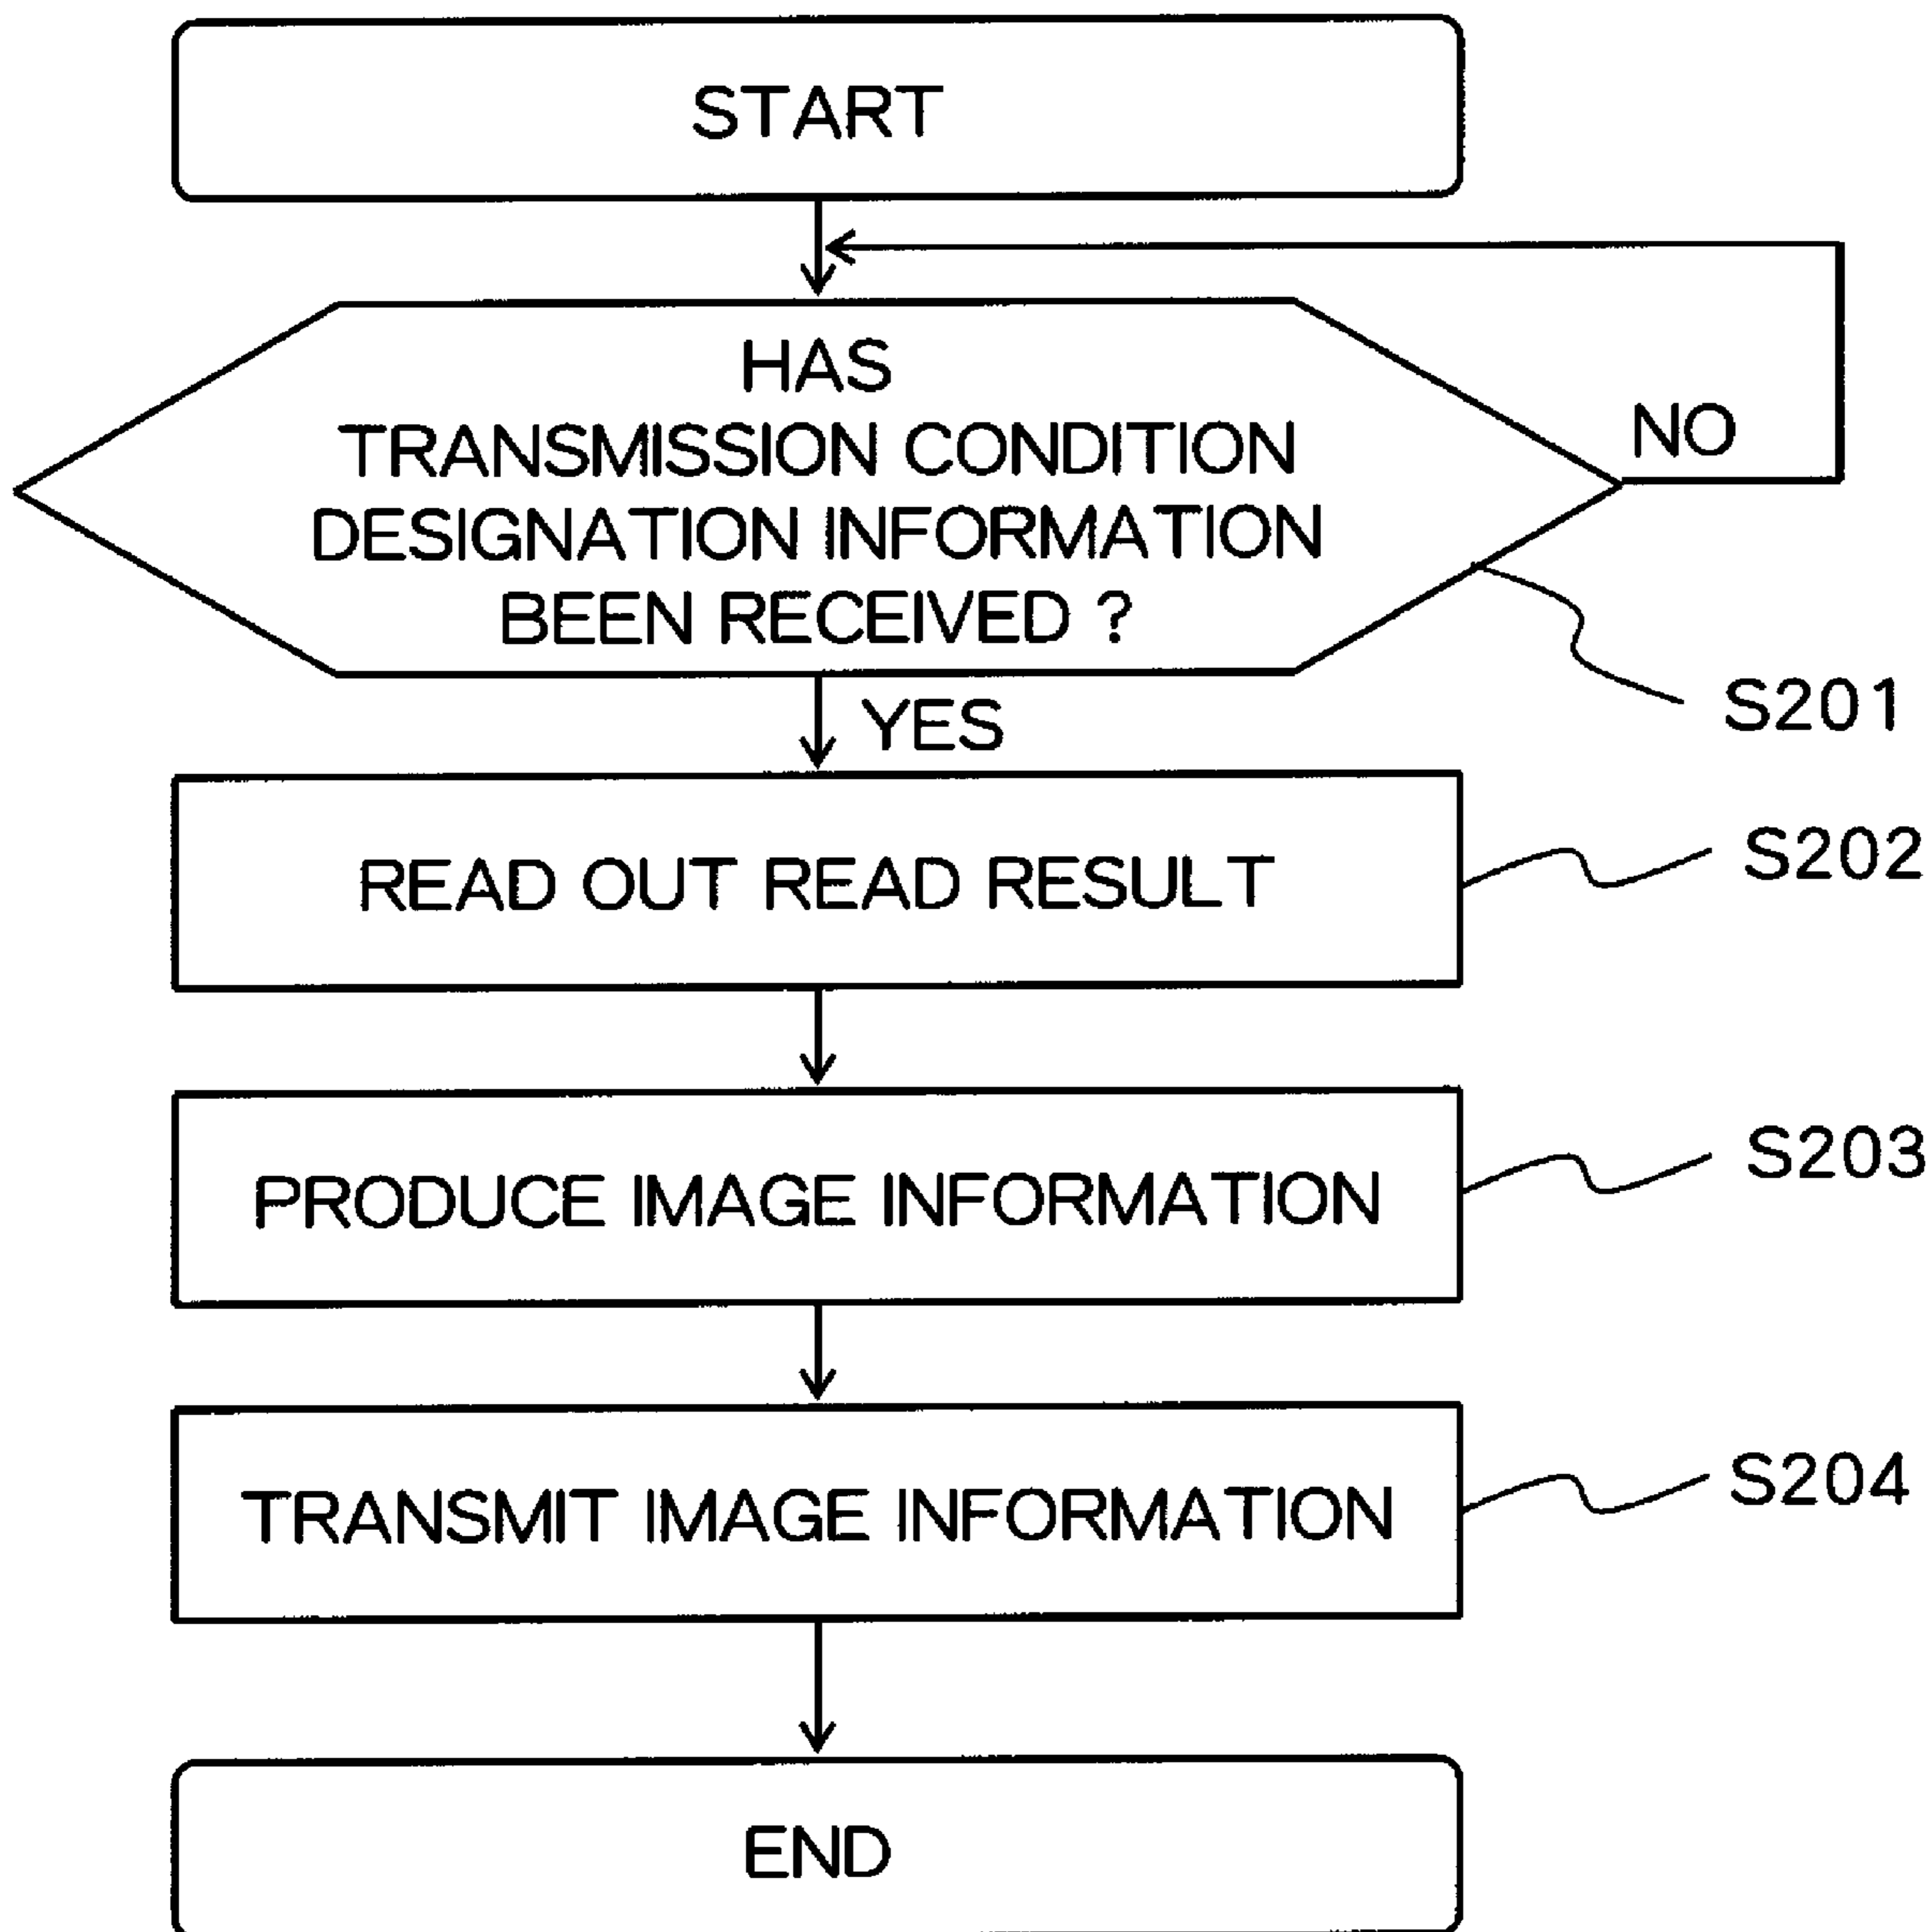 START
HAS
TRANSMISSION CONDITION
DESIGNATION INFORMATION
BEEN RECEIVED ?
NO
S201
YES
READ OUT READ RESULT
S202
PRODUCE IMAGE INFORMATION
S203
TRANSMIT IMAGE INFORMATION
S204
END